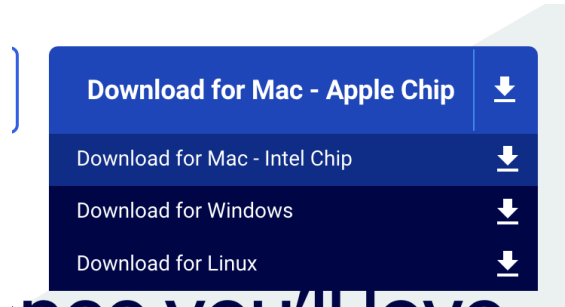 Download for Mac - Apple Chip
Download for Mac - Intel Chip
Download for Windows
Download for Linux